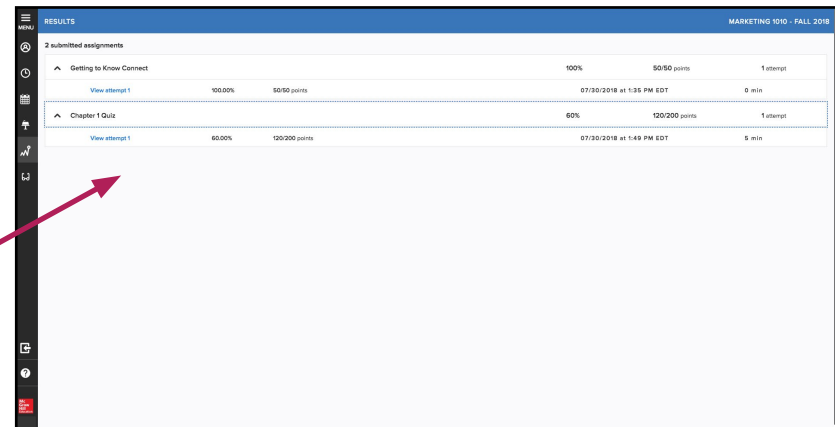 MENU
RESULTS MARKETING 1010 - FALL 2018
2 submitted assignments
Getting to Know Connect 100% 50/50 points 1 attempt
View attempt 1 100.00% 50/50 points 07/30/2018 at 1:35 PM EDT 0 min
Chapter 1 Quiz 60% 120/200 points 1 attempt
View attempt 1 60.00% 120/200 points 07/30/2018 at 1:49 PM EDT 5 min
?
Mc
Graw
Hill